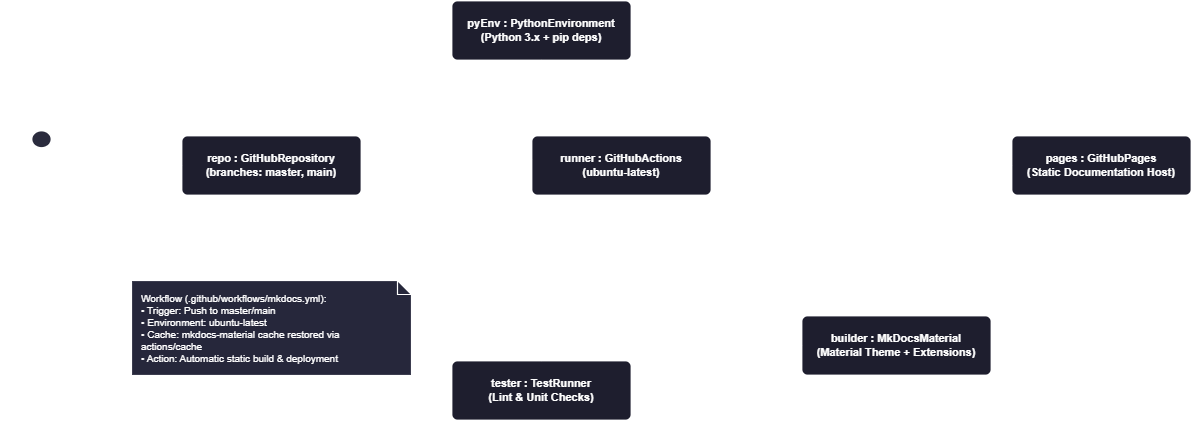 pyEnv : PythonEnvironment
(Python 3.x + pip deps)
repo : GitHubRepository
(branches: master, main)
runner : GitHubActions
(ubuntu-latest)
pages : GitHubPages
(Static Documentation Host)
Workflow (.github/workflows/mkdocs.yml):
• Trigger: Push to master/main
• Environment: ubuntu-latest
• Cache: mkdocs-material cache restored via
actions/cache
• Action: Automatic static build & deployment
builder : MkDocsMaterial
(Material Theme + Extensions)
tester : TestRunner
(Lint & Unit Checks)